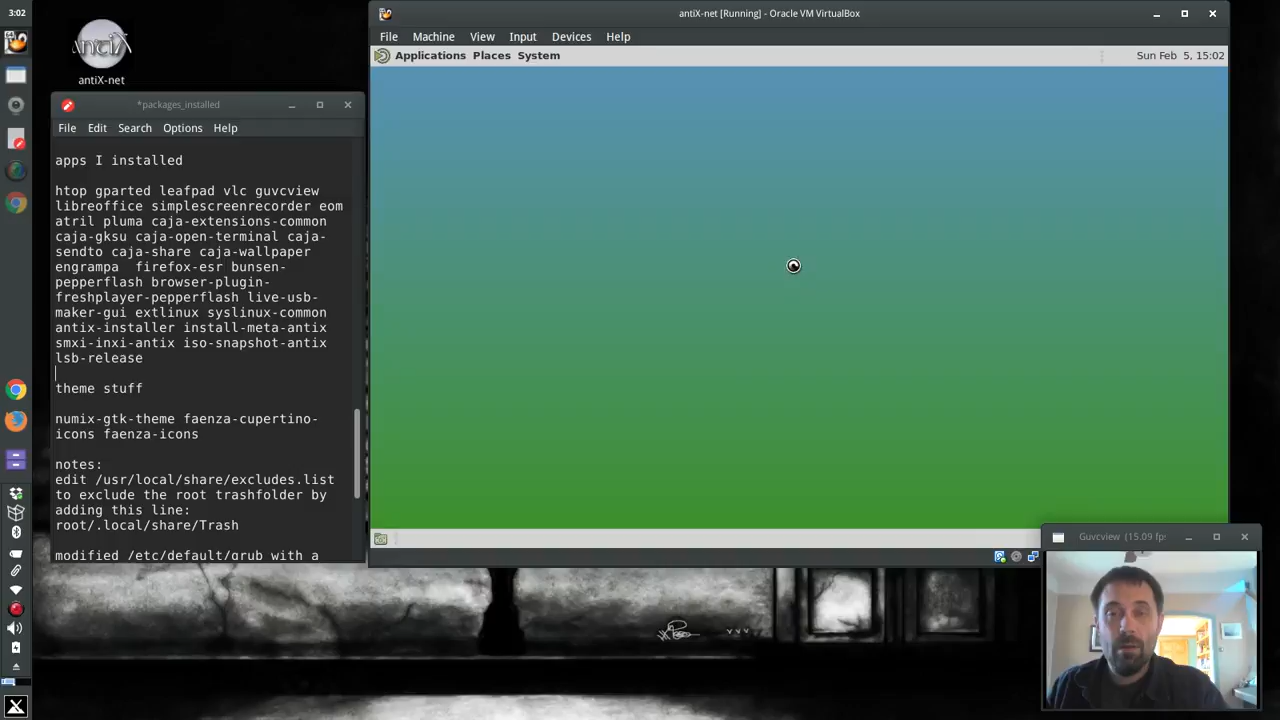 3:02
antiX
antiX-net
*packages_installed
File Edit Search Options Help
apps I installed
htop gparted leafpad vlc guvcview
libreoffice simplescreenrecorder eom
atril pluma caja-extensions-common
caja-gksu caja-open-terminal caja-
sendto caja-share caja-wallpaper
engrampa  firefox-esr bunsen-
pepperflash browser-plugin-
freshplayer-pepperflash live-usb-
maker-gui extlinux syslinux-common
antix-installer install-meta-antix
smxi-inxi-antix iso-snapshot-antix
lsb-release
theme stuff
numix-gtk-theme faenza-cupertino-
icons faenza-icons
notes:
edit /usr/local/share/excludes.list
to exclude the root trashfolder by
adding this line:
root/.local/share/Trash
modified /etc/default/grub with a
antiX-net [Running] - Oracle VM VirtualBox
File Machine View Input Devices Help
Applications Places System
Sun Feb 5, 15:02
Guvcview (15.09 fps